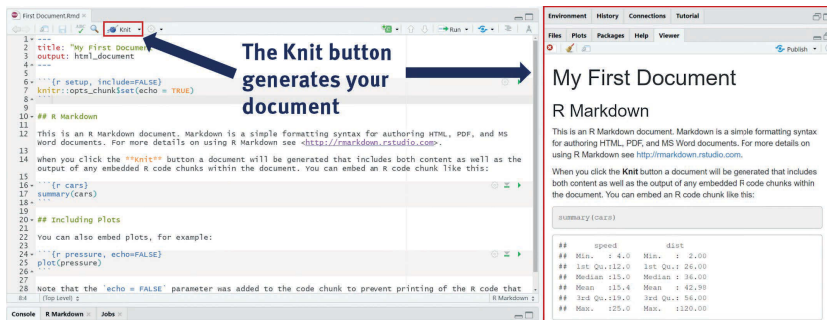 First Document.Rmd
Knit
Run
1 ---
2 title: "My First Document"
3 output: html_document
4 ---
5
6 ```{r setup, include=FALSE}
7 knitr::opts_chunk$set(echo = TRUE)
8 ```
9
10 ## R Markdown
11
12 This is an R Markdown document. Markdown is a simple formatting syntax for authoring HTML, PDF, and MS
Word documents. For more details on using R Markdown see <http://rmarkdown.rstudio.com>.
13
14 When you click the **Knit** button a document will be generated that includes both content as well as the
output of any embedded R code chunks within the document. You can embed an R code chunk like this:
15
16 ```{r cars}
17 summary(cars)
18 ```
19
20 ## Including Plots
21
22 You can also embed plots, for example:
23
24 ```{r pressure, echo=FALSE}
25 plot(pressure)
26 ```
27
28 Note that the `echo = FALSE` parameter was added to the code chunk to prevent printing of the R code that
8:4 (Top Level) R Markdown
Console R Markdown Jobs
The Knit button
generates your
document
Environment History Connections Tutorial
Files Plots Packages Help Viewer
Publish
My First Document
R Markdown
This is an R Markdown document. Markdown is a simple formatting syntax
for authoring HTML, PDF, and MS Word documents. For more details on
using R Markdown see http://rmarkdown.rstudio.com.
When you click the Knit button a document will be generated that includes
both content as well as the output of any embedded R code chunks within
the document. You can embed an R code chunk like this:
summary(cars)
## speed dist
## Min. : 4.0 Min. : 2.00
## 1st Qu.:12.0 1st Qu.: 26.00
## Median :15.0 Median : 36.00
## Mean :15.4 Mean : 42.98
## 3rd Qu.:19.0 3rd Qu.: 56.00
## Max. :25.0 Max. :120.00